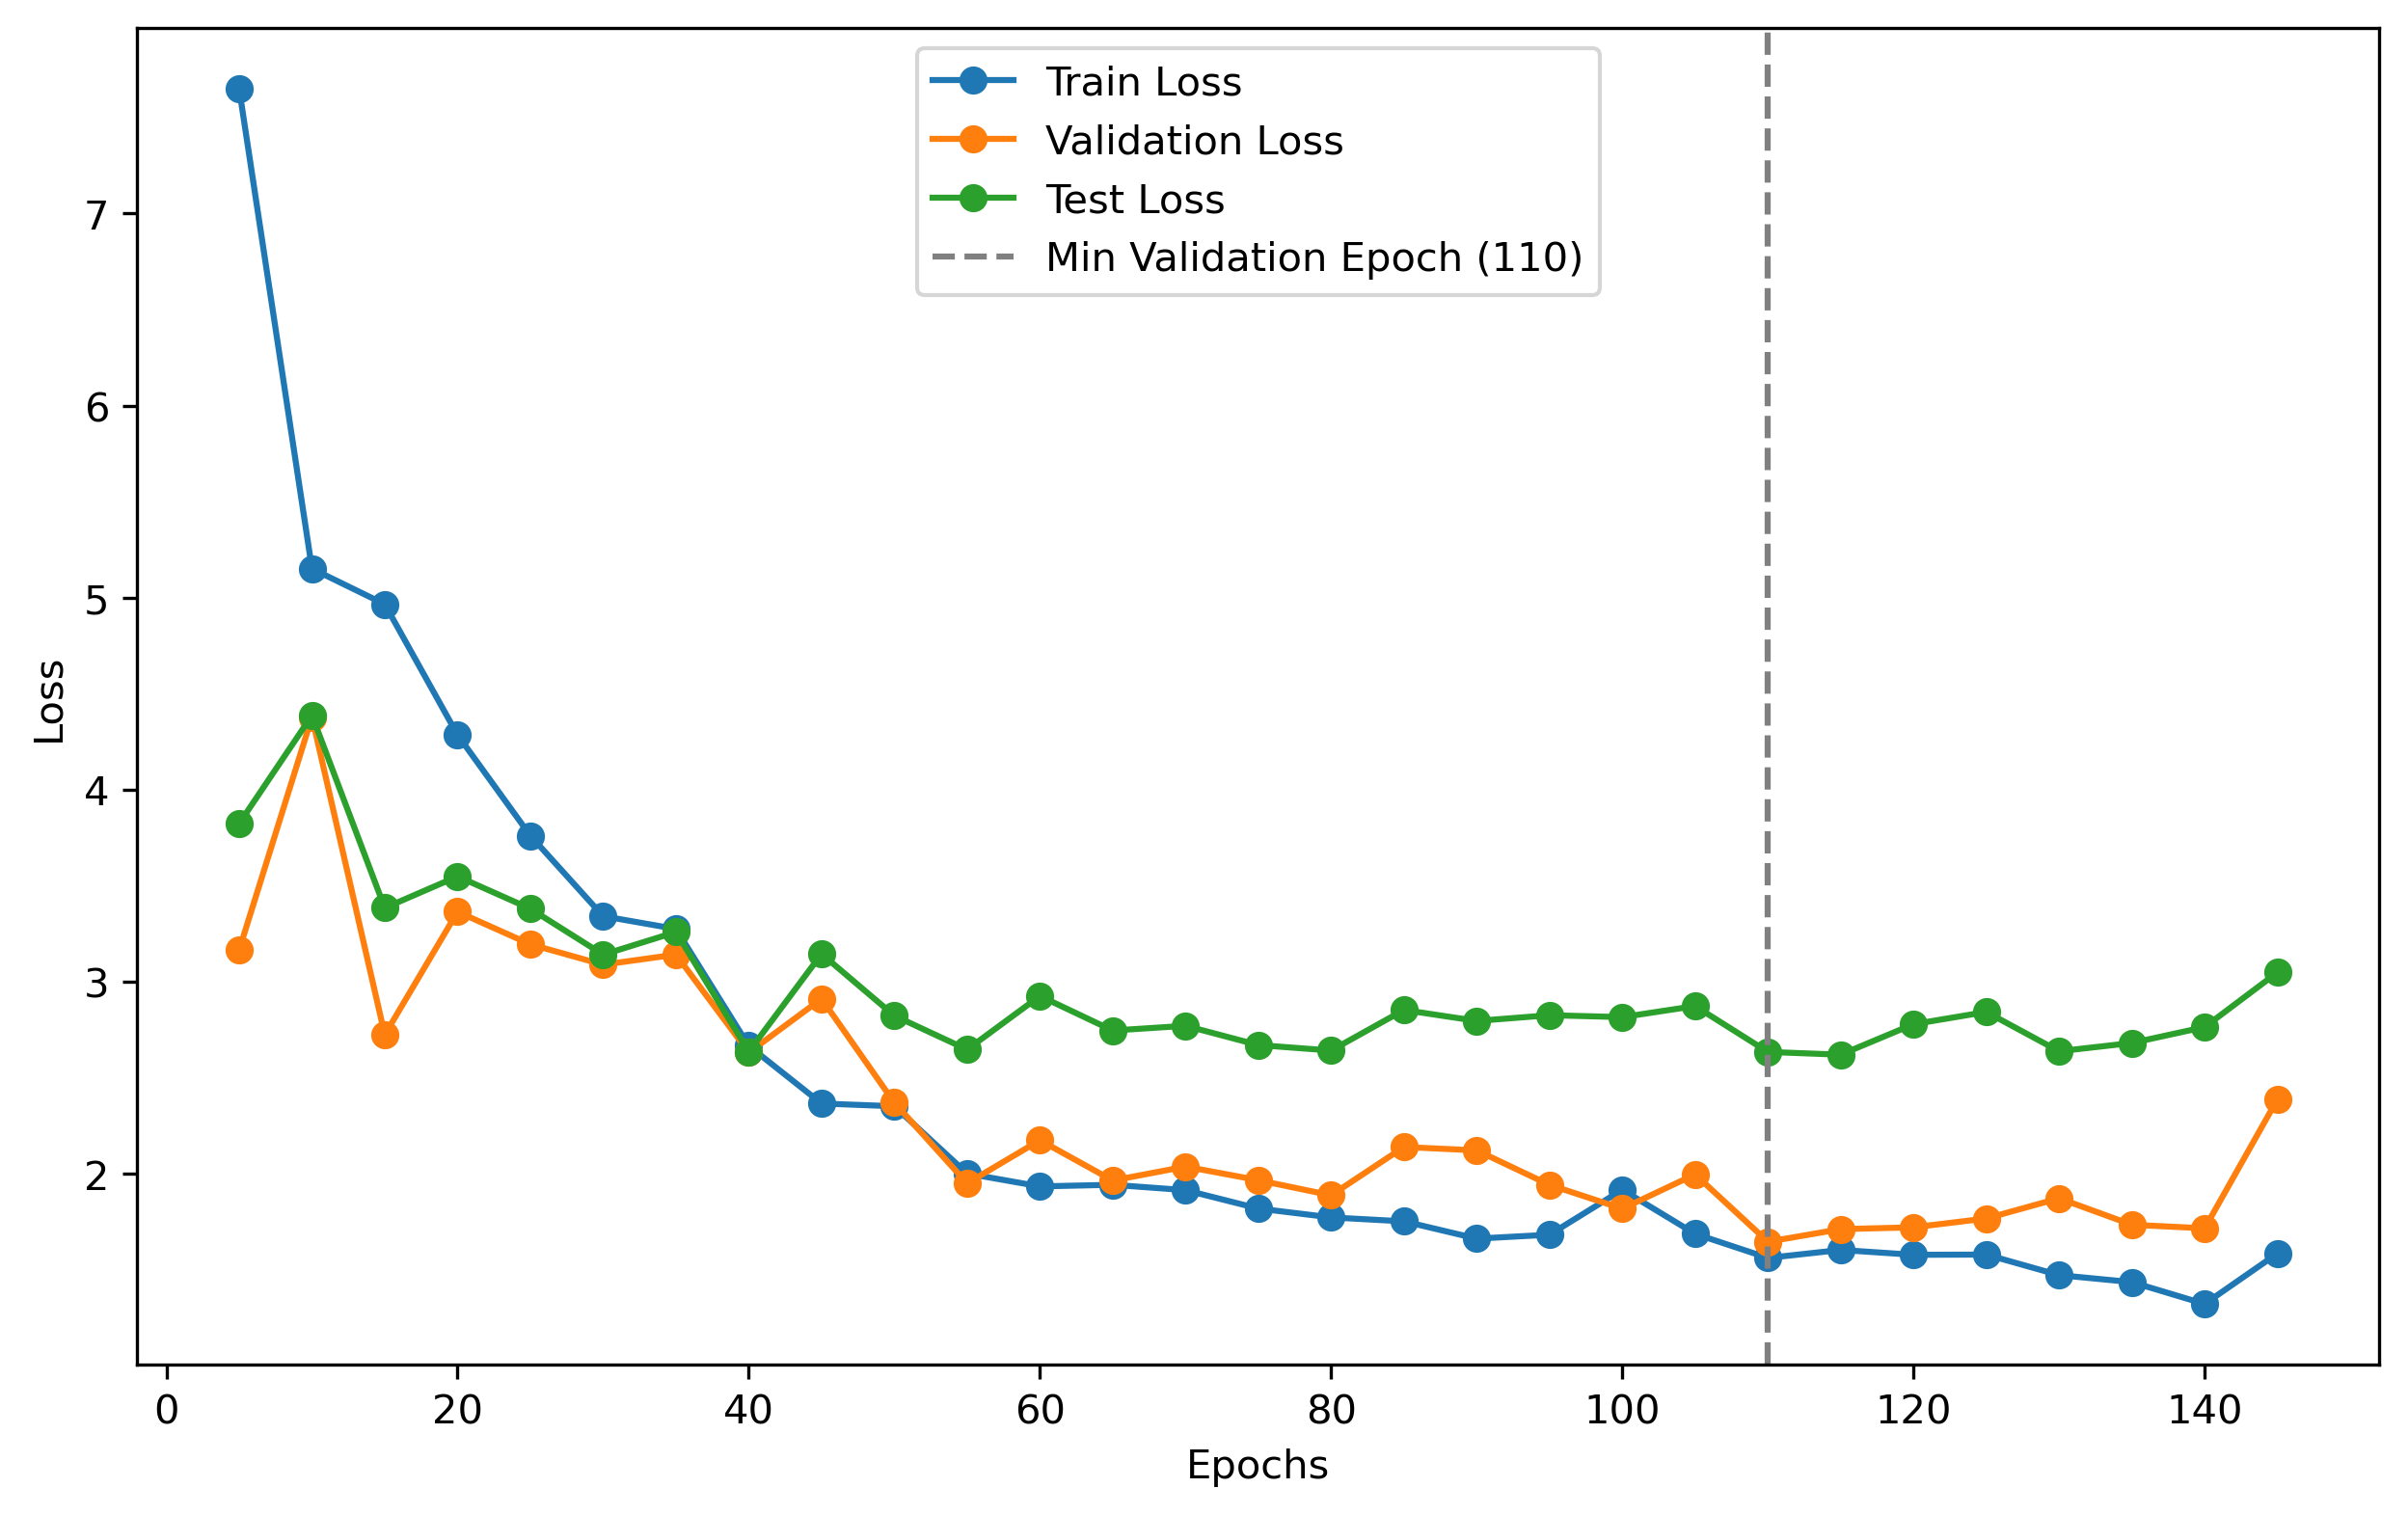 Train Loss
Validation Loss
Test Loss
Min Validation Epoch (110)
7
6
5
4
3
2
Loss
0 20 40 60 80 100 120 140
Epochs